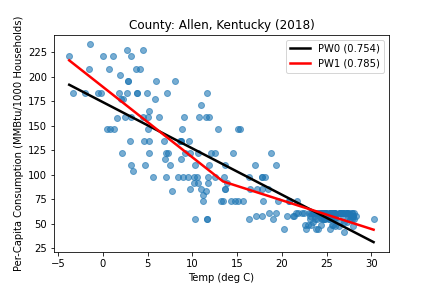 County: Allen, Kentucky (2018)
Per-Capita Consumption (MMBtu/1000 Households)
225
200
175
150
125
100
75
50
25
PW0 (0.754)
PW1 (0.785)
−5 0 5 10 15 20 25 30
Temp (deg C)